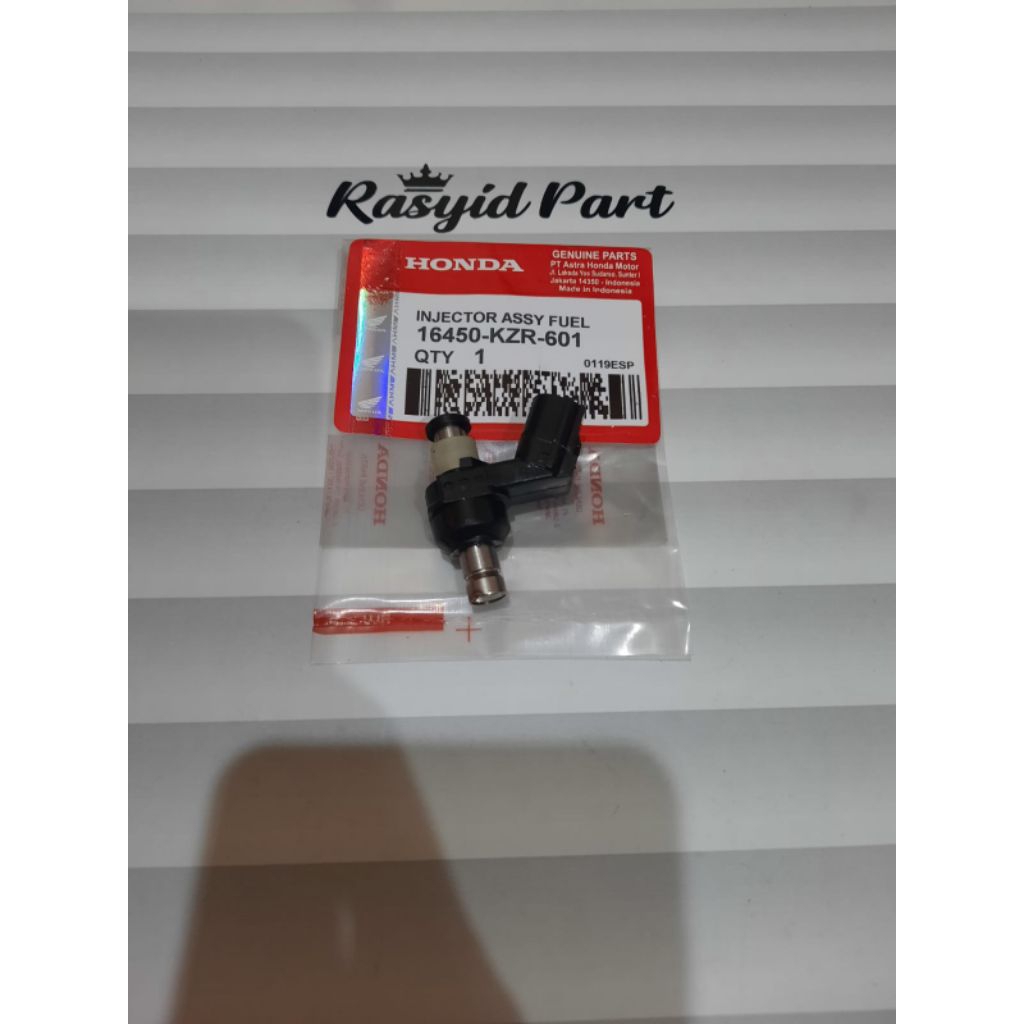 Rasyid Part
HONDA
GENUINE PARTS
PT Astra Honda Motor
Jl. Laksda Yos Sudarso, Sunter I
Jakarta 14350 - Indonesia
Made in Indonesia
INJECTOR ASSY FUEL
16450-KZR-601
QTY 1
0119ESP
HONDA
HONDA